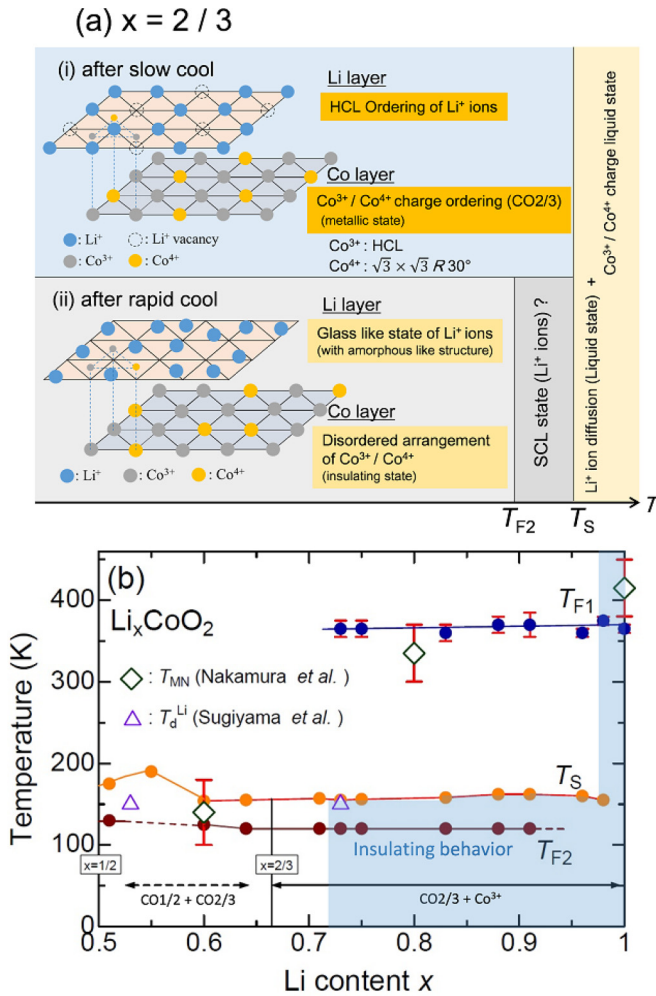 (a) x = 2 / 3
(i) after slow cool
Li layer
HCL Ordering of Li⁺ ions
Co layer
Co³⁺ / Co⁴⁺ charge ordering (CO2/3)
(metallic state)
Co³⁺ : HCL
Co⁴⁺ : √3 × √3 R 30°
: Li⁺
: Li⁺ vacancy
: Co³⁺
: Co⁴⁺
(ii) after rapid cool
Li layer
Glass like state of Li⁺ ions
(with amorphous like structure)
Co layer
Disordered arrangement
of Co³⁺ / Co⁴⁺
(insulating state)
: Li⁺
: Co³⁺
: Co⁴⁺
SCL state (Li⁺ ions) ?
Li⁺ ion diffusion (Liquid state) +
Co³⁺ / Co⁴⁺ charge liquid state
T_F2
T_S
T
(b)
LiₓCoO₂
: T_MN (Nakamura et al. )
: T_d^Li (Sugiyama et al. )
T_F1
T_S
T_F2
Insulating behavior
x=1/2
x=2/3
CO1/2 + CO2/3
CO2/3 + Co³⁺
Temperature (K)
400
350
300
250
200
150
100
50
0
0.5
0.6
0.7
0.8
0.9
1
Li content x